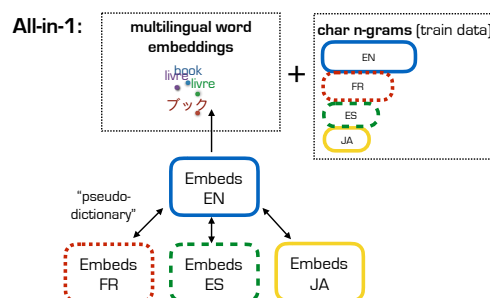 All-in-1:
multilingual word
embeddings
book
livre
livre
ブック
+
char n-grams (train data)
EN
FR
ES
JA
"pseudo-
dictionary"
Embeds
EN
Embeds
FR
Embeds
ES
Embeds
JA